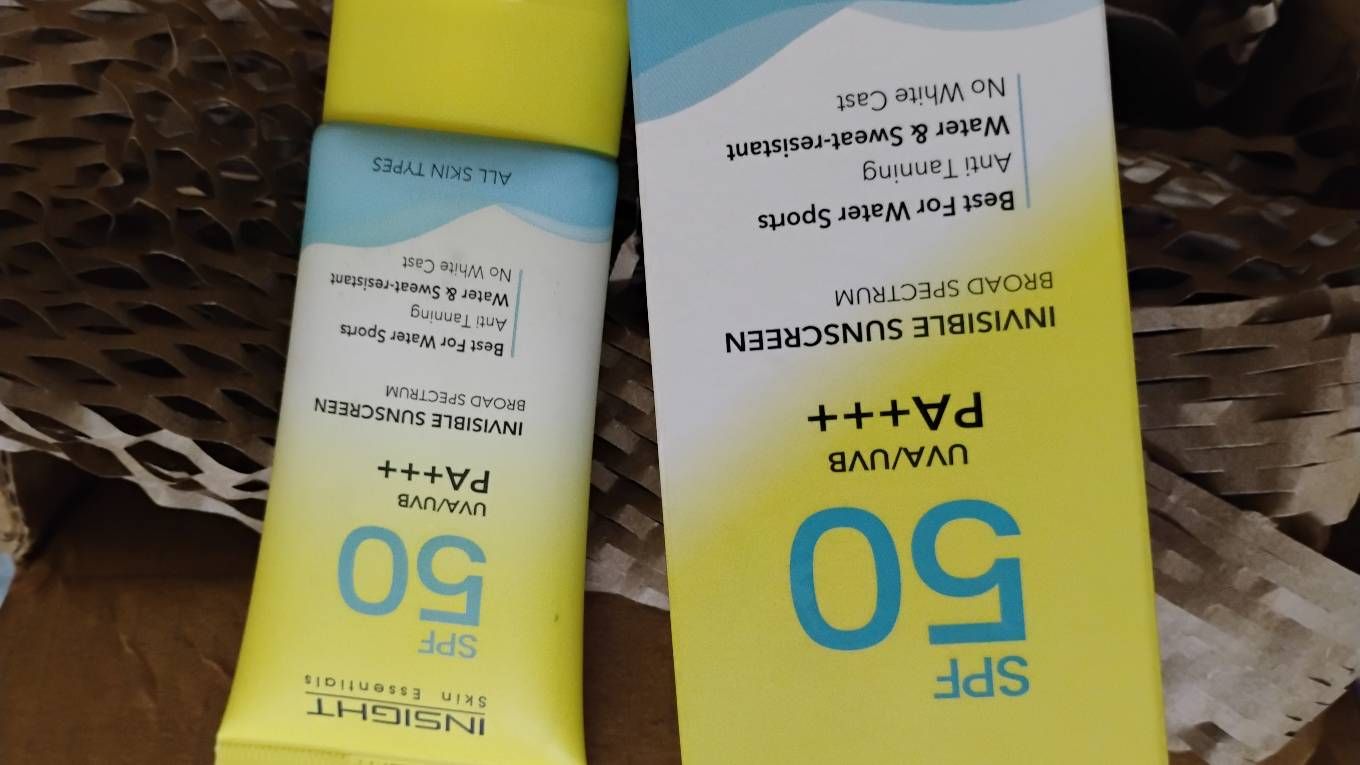 INSIGHT
Skin Essentials
SPF
50
UVA/UVB
PA+++
INVISIBLE SUNSCREEN
BROAD SPECTRUM
Best For Water Sports
Anti Tanning
Water & Sweat-resistant
No White Cast
ALL SKIN TYPES
SPF
50
UVA/UVB
PA+++
INVISIBLE SUNSCREEN
BROAD SPECTRUM
Best For Water Sports
Anti Tanning
Water & Sweat-resistant
No White Cast